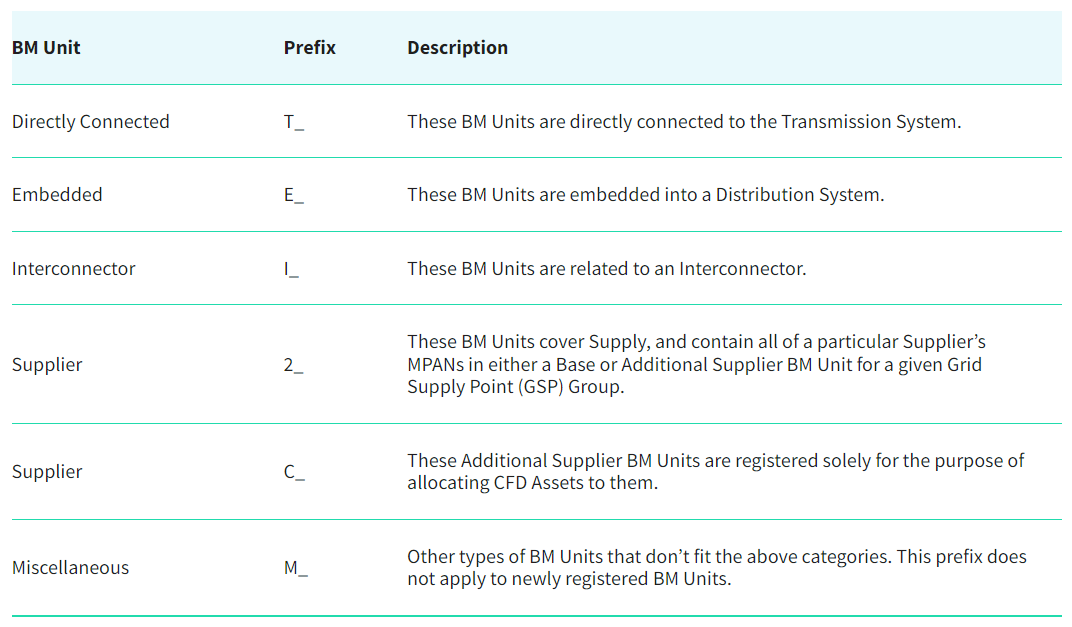 BM Unit Prefix Description
Directly Connected T_ These BM Units are directly connected to the Transmission System.
Embedded E_ These BM Units are embedded into a Distribution System.
Interconnector I_ These BM Units are related to an Interconnector.
Supplier 2_ These BM Units cover Supply, and contain all of a particular Supplier’s
MPANs in either a Base or Additional Supplier BM Unit for a given Grid
Supply Point (GSP) Group.
Supplier C_ These Additional Supplier BM Units are registered solely for the purpose of
allocating CFD Assets to them.
Miscellaneous M_ Other types of BM Units that don’t fit the above categories. This prefix does
not apply to newly registered BM Units.